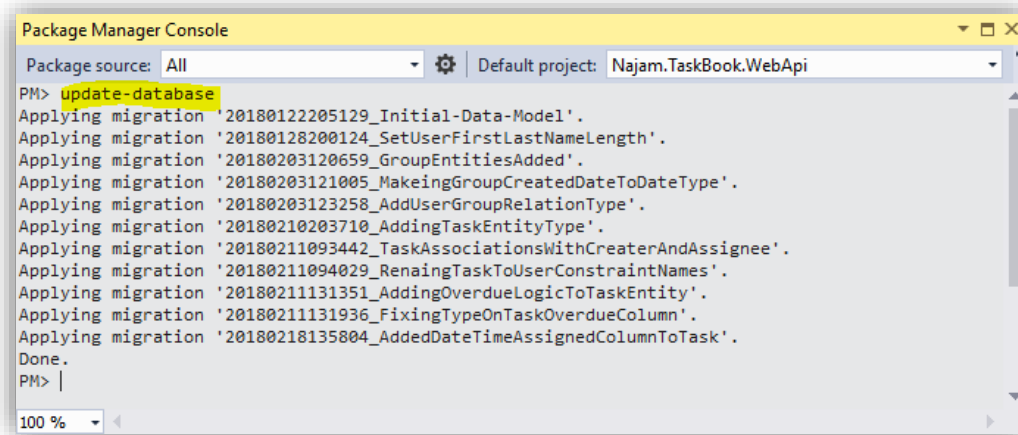 Package Manager Console
Package source: All Default project: Najam.TaskBook.WebApi
PM> update-database
Applying migration '20180122205129_Initial-Data-Model'.
Applying migration '20180128200124_SetUserFirstLastNameLength'.
Applying migration '20180203120659_GroupEntitiesAdded'.
Applying migration '20180203121005_MakeingGroupCreatedDateToDateType'.
Applying migration '20180203123258_AddUserGroupRelationType'.
Applying migration '20180210203710_AddingTaskEntityType'.
Applying migration '20180211093442_TaskAssociationsWithCreaterAndAssignee'.
Applying migration '20180211094029_RenaingTaskToUserConstraintNames'.
Applying migration '20180211131351_AddingOverdueLogicToTaskEntity'.
Applying migration '20180211131936_FixingTypeOnTaskOverdueColumn'.
Applying migration '20180218135804_AddedDateTimeAssignedColumnToTask'.
Done.
PM>
100 %